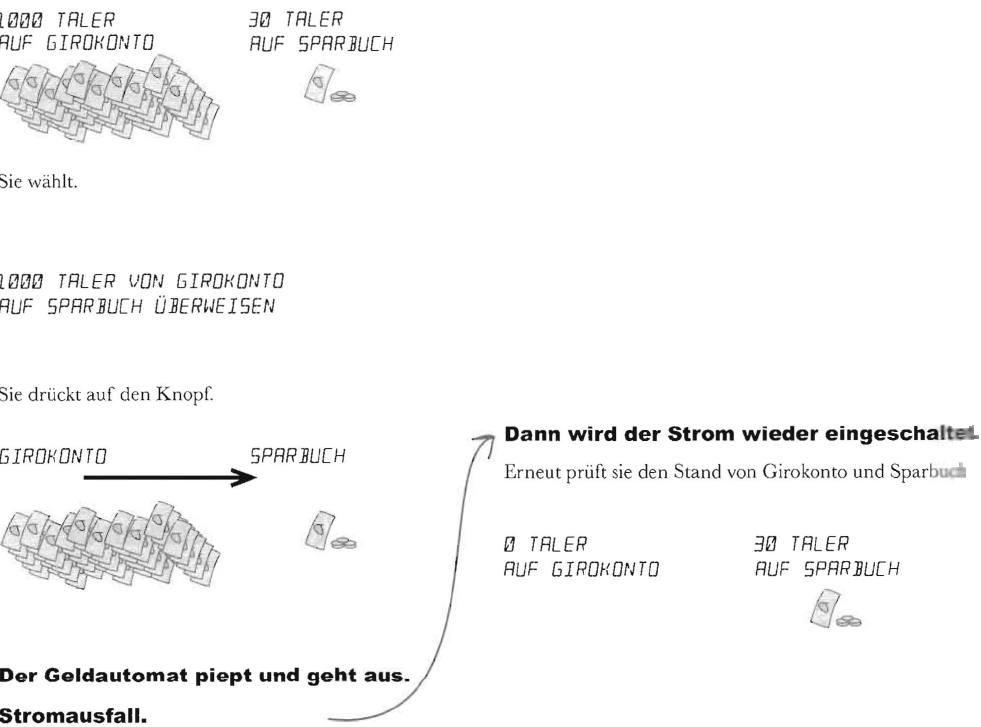 1000 TALER
AUF GIROKONTO
30 TALER
AUF SPARBUCH
Sie wählt.
1000 TALER VON GIROKONTO
AUF SPARBUCH ÜBERWEISEN
Sie drückt auf den Knopf.
GIROKONTO
SPARBUCH
Der Geldautomat piept und geht aus.
Stromausfall.
Dann wird der Strom wieder eingeschaltet.
Erneut prüft sie den Stand von Girokonto und Sparbuch
0 TALER
AUF GIROKONTO
30 TALER
AUF SPARBUCH